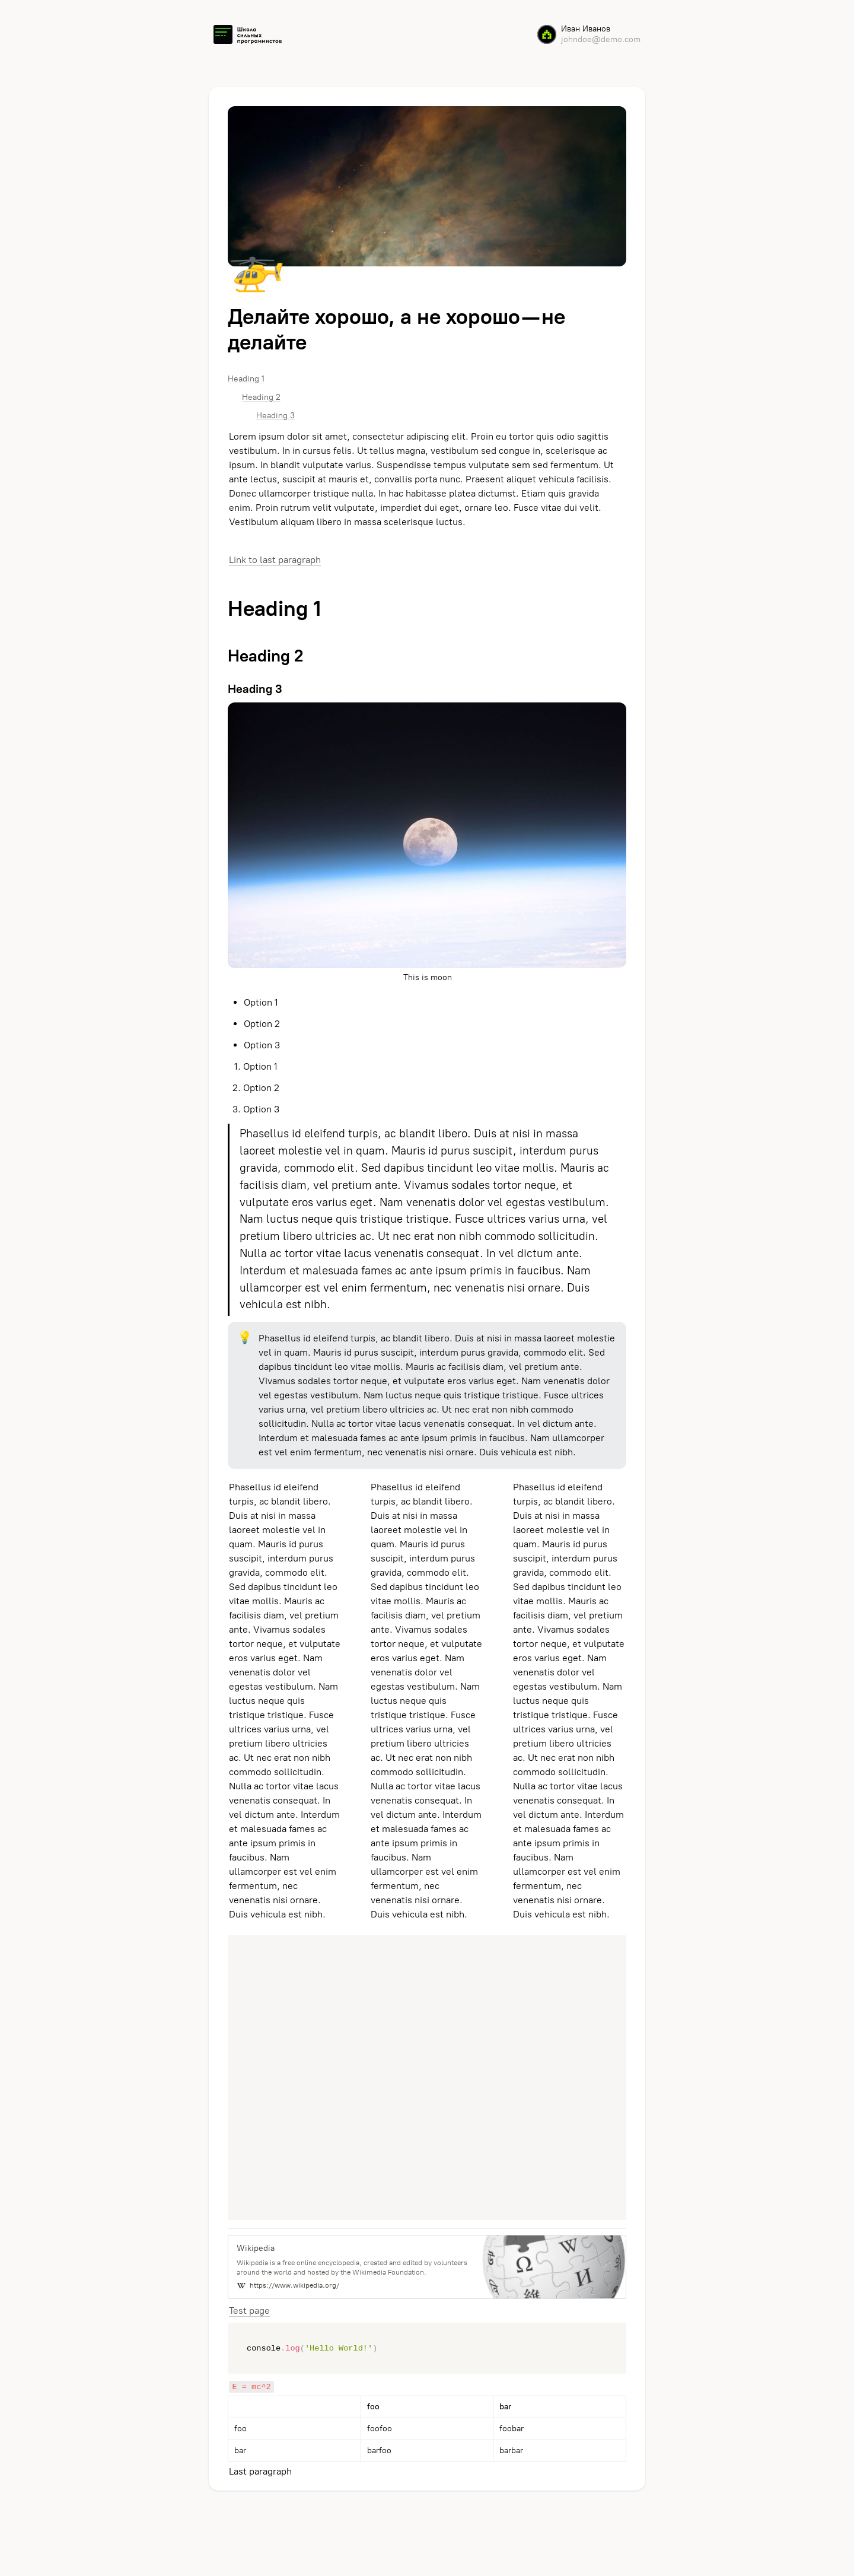 Школа
сильных
программистов
Иван Иванов
johndoe@demo.com
Делайте хорошо, а не хорошо — не
делайте
Heading 1
Heading 2
Heading 3
Lorem ipsum dolor sit amet, consectetur adipiscing elit. Proin eu tortor quis odio sagittis
vestibulum. In in cursus felis. Ut tellus magna, vestibulum sed congue in, scelerisque ac
ipsum. In blandit vulputate varius. Suspendisse tempus vulputate sem sed fermentum. Ut
ante lectus, suscipit at mauris et, convallis porta nunc. Praesent aliquet vehicula facilisis.
Donec ullamcorper tristique nulla. In hac habitasse platea dictumst. Etiam quis gravida
enim. Proin rutrum velit vulputate, imperdiet dui eget, ornare leo. Fusce vitae dui velit.
Vestibulum aliquam libero in massa scelerisque luctus.
Link to last paragraph
Heading 1
Heading 2
Heading 3
This is moon
• Option 1
• Option 2
• Option 3
1. Option 1
2. Option 2
3. Option 3
Phasellus id eleifend turpis, ac blandit libero. Duis at nisi in massa
laoreet molestie vel in quam. Mauris id purus suscipit, interdum purus
gravida, commodo elit. Sed dapibus tincidunt leo vitae mollis. Mauris ac
facilisis diam, vel pretium ante. Vivamus sodales tortor neque, et
vulputate eros varius eget. Nam venenatis dolor vel egestas vestibulum.
Nam luctus neque quis tristique tristique. Fusce ultrices varius urna, vel
pretium libero ultricies ac. Ut nec erat non nibh commodo sollicitudin.
Nulla ac tortor vitae lacus venenatis consequat. In vel dictum ante.
Interdum et malesuada fames ac ante ipsum primis in faucibus. Nam
ullamcorper est vel enim fermentum, nec venenatis nisi ornare. Duis
vehicula est nibh.
Phasellus id eleifend turpis, ac blandit libero. Duis at nisi in massa laoreet molestie
vel in quam. Mauris id purus suscipit, interdum purus gravida, commodo elit. Sed
dapibus tincidunt leo vitae mollis. Mauris ac facilisis diam, vel pretium ante.
Vivamus sodales tortor neque, et vulputate eros varius eget. Nam venenatis dolor
vel egestas vestibulum. Nam luctus neque quis tristique tristique. Fusce ultrices
varius urna, vel pretium libero ultricies ac. Ut nec erat non nibh commodo
sollicitudin. Nulla ac tortor vitae lacus venenatis consequat. In vel dictum ante.
Interdum et malesuada fames ac ante ipsum primis in faucibus. Nam ullamcorper
est vel enim fermentum, nec venenatis nisi ornare. Duis vehicula est nibh.
Phasellus id eleifend
turpis, ac blandit libero.
Duis at nisi in massa
laoreet molestie vel in
quam. Mauris id purus
suscipit, interdum purus
gravida, commodo elit.
Sed dapibus tincidunt leo
vitae mollis. Mauris ac
facilisis diam, vel pretium
ante. Vivamus sodales
tortor neque, et vulputate
eros varius eget. Nam
venenatis dolor vel
egestas vestibulum. Nam
luctus neque quis
tristique tristique. Fusce
ultrices varius urna, vel
pretium libero ultricies
ac. Ut nec erat non nibh
commodo sollicitudin.
Nulla ac tortor vitae lacus
venenatis consequat. In
vel dictum ante. Interdum
et malesuada fames ac
ante ipsum primis in
faucibus. Nam
ullamcorper est vel enim
fermentum, nec
venenatis nisi ornare.
Duis vehicula est nibh.
Phasellus id eleifend
turpis, ac blandit libero.
Duis at nisi in massa
laoreet molestie vel in
quam. Mauris id purus
suscipit, interdum purus
gravida, commodo elit.
Sed dapibus tincidunt leo
vitae mollis. Mauris ac
facilisis diam, vel pretium
ante. Vivamus sodales
tortor neque, et vulputate
eros varius eget. Nam
venenatis dolor vel
egestas vestibulum. Nam
luctus neque quis
tristique tristique. Fusce
ultrices varius urna, vel
pretium libero ultricies
ac. Ut nec erat non nibh
commodo sollicitudin.
Nulla ac tortor vitae lacus
venenatis consequat. In
vel dictum ante. Interdum
et malesuada fames ac
ante ipsum primis in
faucibus. Nam
ullamcorper est vel enim
fermentum, nec
venenatis nisi ornare.
Duis vehicula est nibh.
Phasellus id eleifend
turpis, ac blandit libero.
Duis at nisi in massa
laoreet molestie vel in
quam. Mauris id purus
suscipit, interdum purus
gravida, commodo elit.
Sed dapibus tincidunt leo
vitae mollis. Mauris ac
facilisis diam, vel pretium
ante. Vivamus sodales
tortor neque, et vulputate
eros varius eget. Nam
venenatis dolor vel
egestas vestibulum. Nam
luctus neque quis
tristique tristique. Fusce
ultrices varius urna, vel
pretium libero ultricies
ac. Ut nec erat non nibh
commodo sollicitudin.
Nulla ac tortor vitae lacus
venenatis consequat. In
vel dictum ante. Interdum
et malesuada fames ac
ante ipsum primis in
faucibus. Nam
ullamcorper est vel enim
fermentum, nec
venenatis nisi ornare.
Duis vehicula est nibh.
Wikipedia
Wikipedia is a free online encyclopedia, created and edited by volunteers
around the world and hosted by the Wikimedia Foundation.
W https://www.wikipedia.org/
Ω W И 維
Test page
console.log('Hello World!')
E = mc^2
foo bar
foo foofoo foobar
bar barfoo barbar
Last paragraph